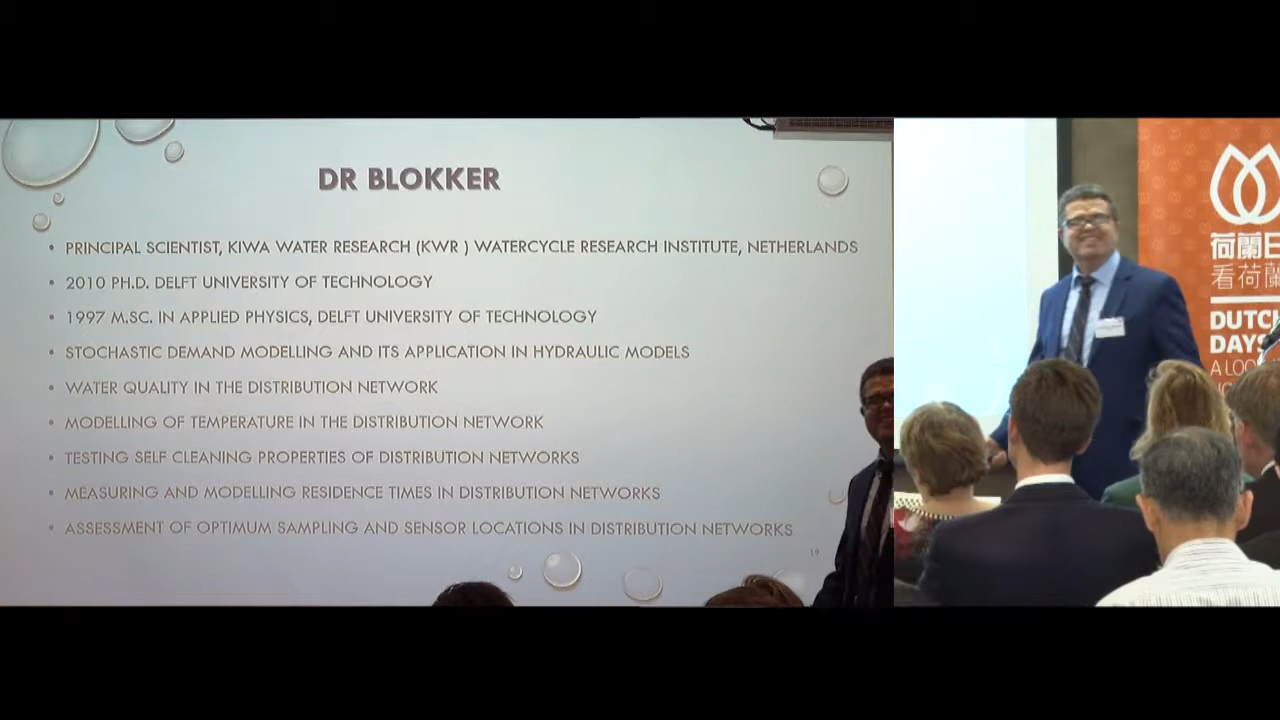 DR BLOKKER
• PRINCIPAL SCIENTIST, KIWA WATER RESEARCH (KWR ) WATERCYCLE RESEARCH INSTITUTE, NETHERLANDS
• 2010 PH.D. DELFT UNIVERSITY OF TECHNOLOGY
• 1997 M.SC. IN APPLIED PHYSICS, DELFT UNIVERSITY OF TECHNOLOGY
• STOCHASTIC DEMAND MODELLING AND ITS APPLICATION IN HYDRAULIC MODELS
• WATER QUALITY IN THE DISTRIBUTION NETWORK
• MODELLING OF TEMPERATURE IN THE DISTRIBUTION NETWORK
• TESTING SELF CLEANING PROPERTIES OF DISTRIBUTION NETWORKS
• MEASURING AND MODELLING RESIDENCE TIMES IN DISTRIBUTION NETWORKS
• ASSESSMENT OF OPTIMUM SAMPLING AND SENSOR LOCATIONS IN DISTRIBUTION NETWORKS
19
荷蘭日
看荷蘭
DUTCH
DAYS
A LOO